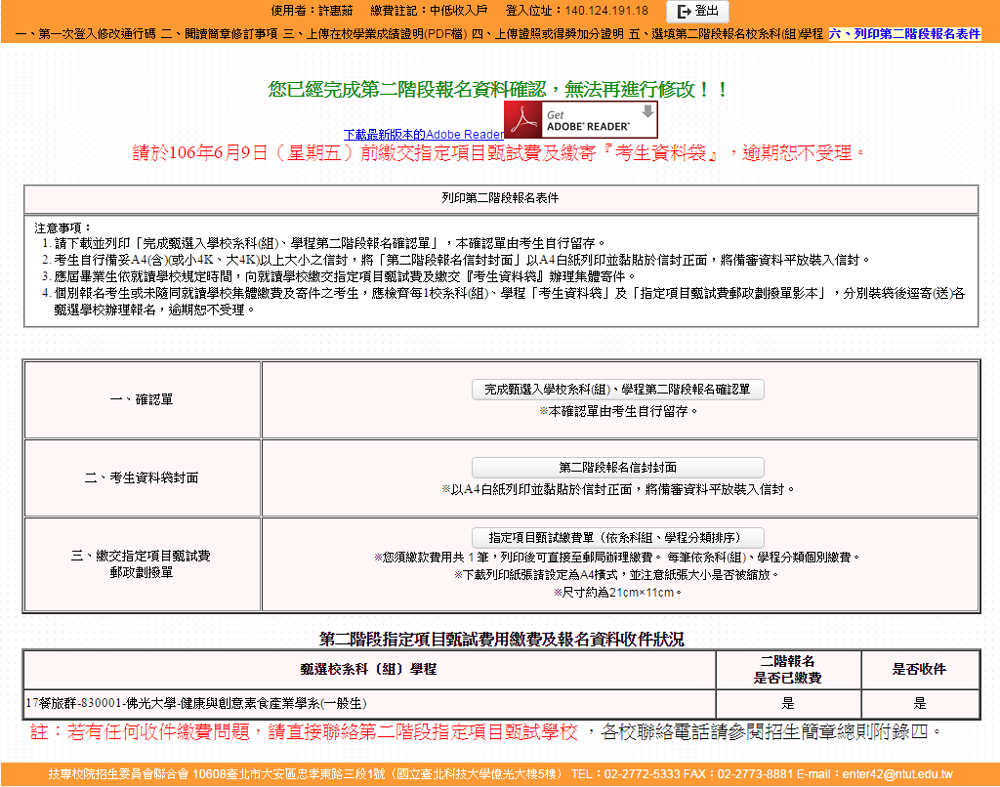 使用者：許惠茹　繳費註記：中低收入戶　登入位址：140.124.191.18　登出
一、第一次登入修改通行碼 二、閱讀簡章修訂事項 三、上傳在校學業成績證明(PDF檔) 四、上傳證照或得獎加分證明 五、選填第二階段報名校系科(組)學程 六、列印第二階段報名表件
您已經完成第二階段報名資料確認，無法再進行修改！！
下載最新版本的Adobe Reader Get ADOBE® READER®
請於106年6月9日（星期五）前繳交指定項目甄試費及繳寄『考生資料袋』，逾期恕不受理。
列印第二階段報名表件
注意事項：
1. 請下載並列印「完成甄選入學校系科(組)、學程第二階段報名確認單」，本確認單由考生自行留存。
2. 考生自行備妥A4(含)(或小4K、大4K)以上大小之信封，將「第二階段報名信封封面」以A4白紙列印並黏貼於信封正面，將備審資料平放裝入信封。
3. 應屆畢業生依就讀學校規定時間，向就讀學校繳交指定項目甄試費及繳交『考生資料袋』辦理集體寄件。
4. 個別報名考生或未隨同就讀學校集體繳費及寄件之考生，應檢齊每1校系科(組)、學程「考生資料袋」及「指定項目甄試費郵政劃撥單影本」，分別裝袋後逕寄(送)各
甄選學校辦理報名，逾期恕不受理。
一、確認單
完成甄選入學校系科(組)、學程第二階段報名確認單
※本確認單由考生自行留存。
二、考生資料袋封面
第二階段報名信封封面
※以A4白紙列印並黏貼於信封正面，將備審資料平放裝入信封。
三、繳交指定項目甄試費
郵政劃撥單
指定項目甄試繳費單（依系科組、學程分類排序）
※您須繳款費用共 1 筆，列印後可直接至郵局辦理繳費。 每筆依系科(組)、學程分類個別繳費。
※下載列印紙張請設定為A4橫式，並注意紙張大小是否被縮放。
※尺寸約為21cm×11cm。
第二階段指定項目甄試費用繳費及報名資料收件狀況
甄選校系科（組）學程
二階報名
是否已繳費
是否收件
17餐旅群-830001-佛光大學-健康與創意素食產業學系(一般生)
是
是
註：若有任何收件繳費問題，請直接聯絡第二階段指定項目甄試學校 ，各校聯絡電話請參閱招生簡章總則附錄四。
技專校院招生委員會聯合會 10608臺北市大安區忠孝東路三段1號（國立臺北科技大學億光大樓5樓） TEL：02-2772-5333 FAX：02-2773-8881 E-mail：enter42@ntut.edu.tw